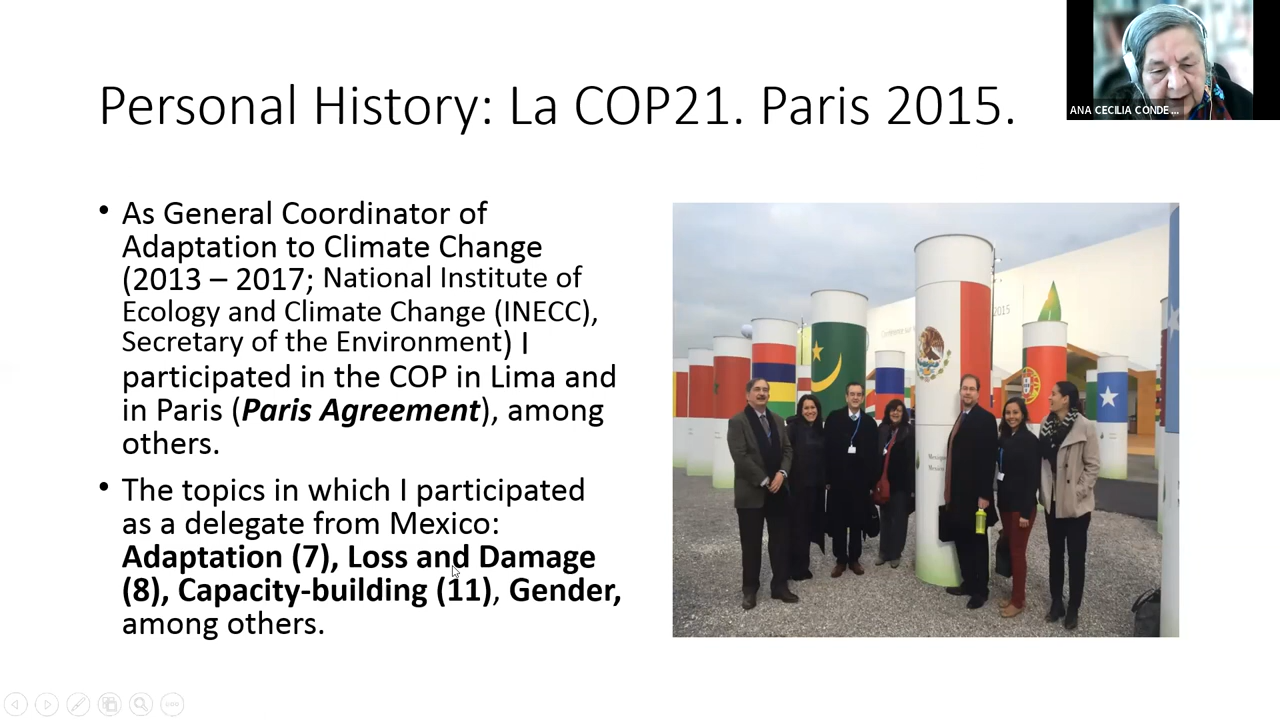 Personal History: La COP21. Paris 2015.
ANA CECILIA CONDE ...
• As General Coordinator of
Adaptation to Climate Change
(2013 – 2017; National Institute of
Ecology and Climate Change (INECC),
Secretary of the Environment) I
participated in the COP in Lima and
in Paris (Paris Agreement), among
others.
• The topics in which I participated
as a delegate from Mexico:
Adaptation (7), Loss and Damage
(8), Capacity-building (11), Gender,
among others.
2015
Mexico